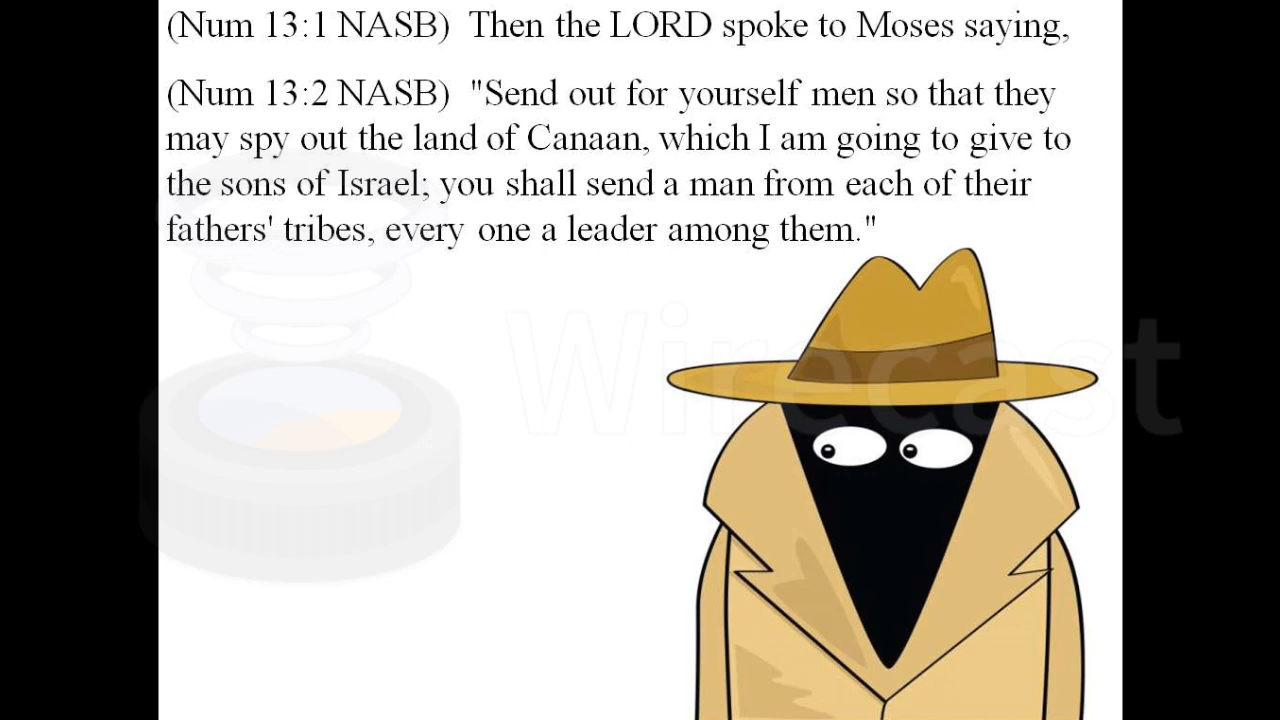 (Num 13:1 NASB)  Then the LORD spoke to Moses saying,
(Num 13:2 NASB)  "Send out for yourself men so that they
may spy out the land of Canaan, which I am going to give to
the sons of Israel; you shall send a man from each of their
fathers' tribes, every one a leader among them."
Wirecast